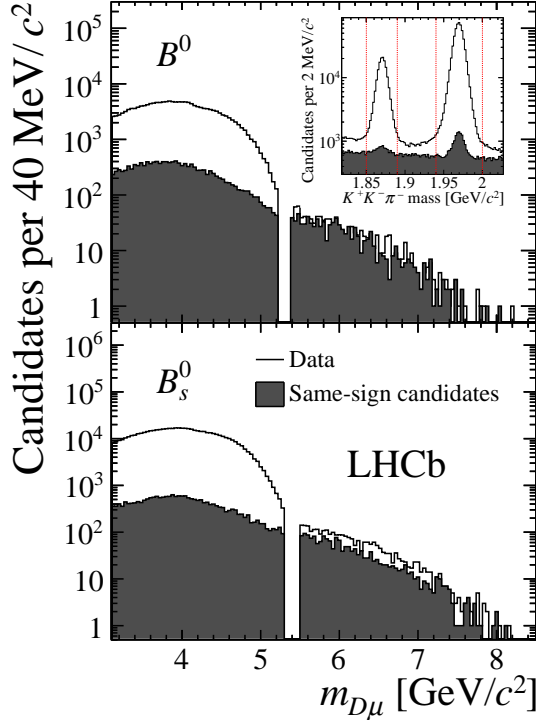 Candidates per 40 MeV/c²
10⁵
10⁴
10³
10²
10
1
B⁰
Candidates per 2 MeV/c²
10⁴
10³
1.85
1.9
1.95
2
K⁺K⁻π⁻ mass [GeV/c²]
10⁶
10⁵
10⁴
10³
10²
10
1
B⁰ₛ
Data
Same-sign candidates
LHCb
4
5
6
7
8
m_Dμ [GeV/c²]